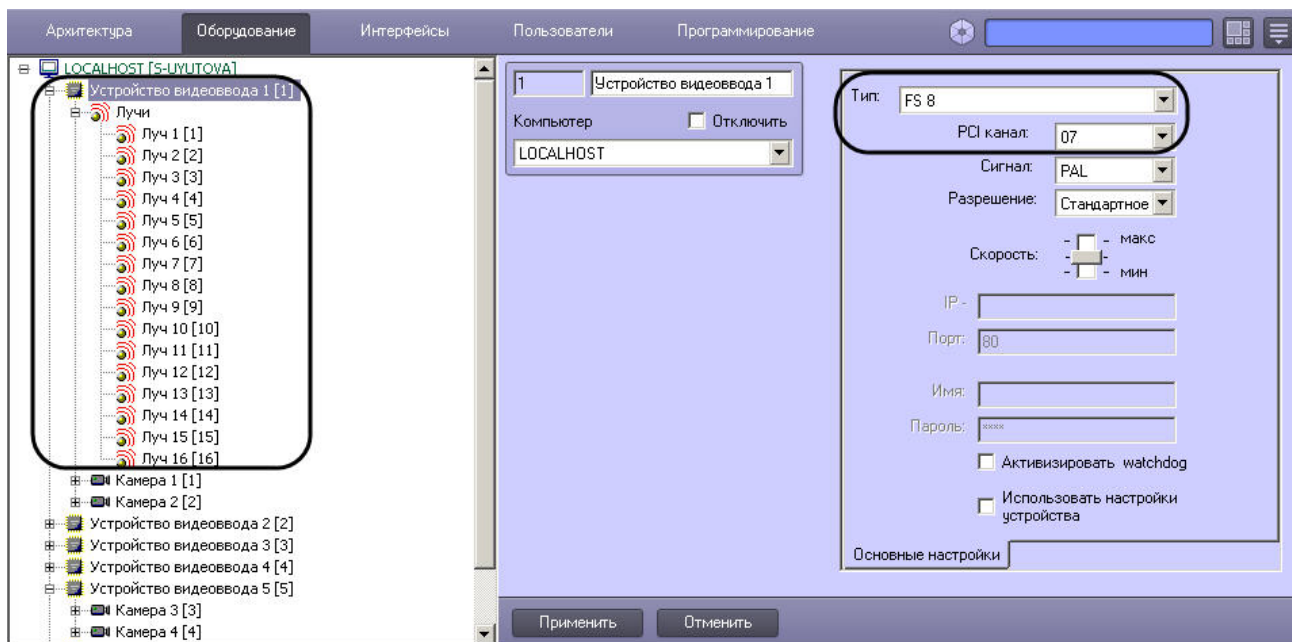 Архитектура Оборудование Интерфейсы Пользователи Программирование
LOCALHOST [S-UYUTOVA]
Устройство видеоввода 1 [1]
Лучи
Луч 1 [1]
Луч 2 [2]
Луч 3 [3]
Луч 4 [4]
Луч 5 [5]
Луч 6 [6]
Луч 7 [7]
Луч 8 [8]
Луч 9 [9]
Луч 10 [10]
Луч 11 [11]
Луч 12 [12]
Луч 13 [13]
Луч 14 [14]
Луч 15 [15]
Луч 16 [16]
Камера 1 [1]
Камера 2 [2]
Устройство видеоввода 2 [2]
Устройство видеоввода 3 [3]
Устройство видеоввода 4 [4]
Устройство видеоввода 5 [5]
Камера 3 [3]
Камера 4 [4]
1 Устройство видеоввода 1
Компьютер Отключить
LOCALHOST
Тип: FS 8
PCI канал: 07
Сигнал: PAL
Разрешение: Стандартное
- - макс
Скорость: - -
- - мин
IP -
Порт: 80
Имя:
Пароль: ****
Активизировать watchdog
Использовать настройки
устройства
Основные настройки
Применить Отменить